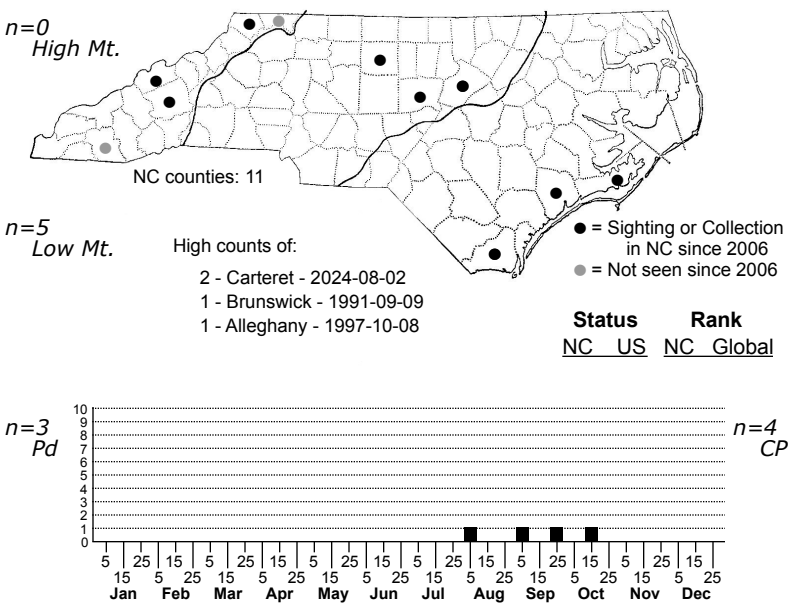 n=0
High Mt.
NC counties: 11
n=5
Low Mt.
High counts of:
2 - Carteret - 2024-08-02
1 - Brunswick - 1991-09-09
1 - Alleghany - 1997-10-08
● = Sighting or Collection
in NC since 2006
● = Not seen since 2006
Status Rank
NC US NC Global
n=3
Pd
n=4
CP
10
9
8
7
6
5
4
3
2
1
0
5 25 15 5 25 15 5 25 15 5 25 15 5 25 15 5 25 15
15 5 25 15 5 25 15 5 25 15 5 25 15 5 25 15 5 25
Jan Feb Mar Apr May Jun Jul Aug Sep Oct Nov Dec